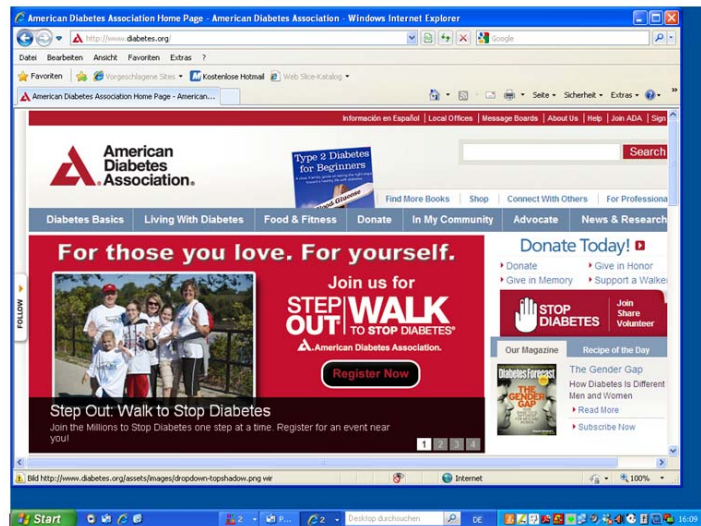 American Diabetes Association Home Page - American Diabetes Association - Windows Internet Explorer
http://www.diabetes.org/
Google
Datei Bearbeiten Ansicht Favoriten Extras ?
Favoriten Vorgeschlagene Sites Kostenlose Hotmail Web Slice-Katalog
American Diabetes Association Home Page - American... Seite Sicherheit Extras
Información en Español | Local Offices | Message Boards | About Us | Help | Join ADA | Sign
American
Diabetes
Association®
Type 2 Diabetes
for Beginners
Search
Find More Books Shop Connect With Others For Professiona
Diabetes Basics Living With Diabetes Food & Fitness Donate In My Community Advocate News & Research
For those you love. For yourself.
Join us for
STEP OUT WALK
TO STOP DIABETES
American Diabetes Association.
Register Now
Step Out: Walk to Stop Diabetes
Join the Millions to Stop Diabetes one step at a time. Register for an event near
you!
1 2 3 4
FOLLOW
Donate Today!
Donate Give in Honor
Give in Memory Support a Walke
STOP
DIABETES
Join
Share
Volunteer
Our Magazine Recipe of the Day
Diabetes Forecast
THE
GENDER
GAP
The Gender Gap
How Diabetes Is Different
Men and Women
Read More
Subscribe Now
Bild http://www.diabetes.org/assets/images/dropdown-topshadow.png wir Internet 100%
Start 2 P... 2 Desktop durchsuchen DE 16:09